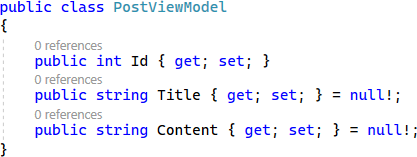 public class PostViewModel
{
0 references
public int Id { get; set; }
0 references
public string Title { get; set; } = null!;
0 references
public string Content { get; set; } = null!;
}